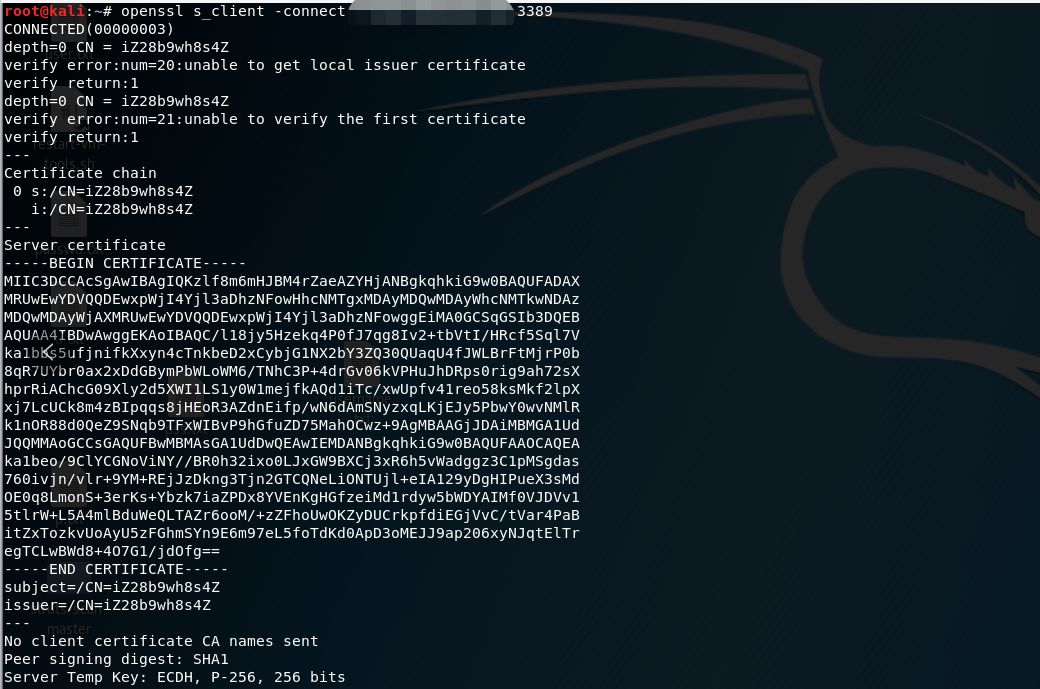 root@kali:~# openssl s_client -connect 3389
CONNECTED(00000003)
depth=0 CN = iZ28b9wh8s4Z
verify error:num=20:unable to get local issuer certificate
verify return:1
depth=0 CN = iZ28b9wh8s4Z
verify error:num=21:unable to verify the first certificate
verify return:1
---
Certificate chain
 0 s:/CN=iZ28b9wh8s4Z
   i:/CN=iZ28b9wh8s4Z
---
Server certificate
-----BEGIN CERTIFICATE-----
MIIC3DCCAcSgAwIBAgIQKzlf8m6mHJBM4rZaeAZYHjANBgkqhkiG9w0BAQUFADAX
MRUwEwYDVQQDEwxpWjI4Yjl3aDhzNFowHhcNMTgxMDAyMDQwMDAyWhcNMTkwNDAz
MDQwMDAyWjAXMRUwEwYDVQQDEwxpWjI4Yjl3aDhzNFowggEiMA0GCSqGSIb3DQEB
AQUAA4IBDwAwggEKAoIBAQC/l18jy5Hzekq4P0fJ7qg8Iv2+tbVtI/HRcf5Sql7V
ka1bKs5ufjnifkXxyn4cTnkbeD2xCybjG1NX2bY3ZQ30QUaqU4fJWLBrFtMjrP0b
8qR7UYbr0ax2xDdGBymPbWLoWM6/TNhC3P+4drGv06kVPHuJhDRps0rig9ah72sX
hprRiAChcG09Xly2d5XWI1LS1y0W1mejfkAQd1iTc/xwUpfv41reo58ksMkf2lpX
xj7LcUCk8m4zBIpqqs8jHEoR3AZdnEifp/wN6dAmSNyzxqLKjEJy5PbwY0wvNMlR
k1nOR88d0QeZ9SNqb9TFxWIBvP9hGfuZD75MahOCwz+9AgMBAAGjJDAiMBMGA1Ud
JQQMMAoGCCsGAQUFBwMBMAsGA1UdDwQEAwIEMDANBgkqhkiG9w0BAQUFAAOCAQEA
ka1beo/9ClYCGNoViNY//BR0h32ixo0LJxGW9BXCj3xR6h5vWadggz3C1pMSgdas
760ivjn/vlr+9YM+REjJzDkng3Tjn2GTCQNeLiONTUjl+eIA129yDgHIPueX3sMd
OE0q8LmonS+3erKs+Ybzk7iaZPDx8YVEnKgHGfzeiMd1rdyw5bWDYAIMf0VJDVv1
5tlrW+L5A4mlBduWeQLTAZr6ooM/+zZFhoUwOKZyDUCrkpfdiEGjVvC/tVar4PaB
itZxTozkvUoAyU5zFGhmSYn9E6m97eL5foTdKd0ApD3oMEJJ9ap206xyNJqtElTr
egTCLwBWd8+4O7G1/jdOfg==
-----END CERTIFICATE-----
subject=/CN=iZ28b9wh8s4Z
issuer=/CN=iZ28b9wh8s4Z
---
No client certificate CA names sent
Peer signing digest: SHA1
Server Temp Key: ECDH, P-256, 256 bits
restart-vm-
tools.sh
master